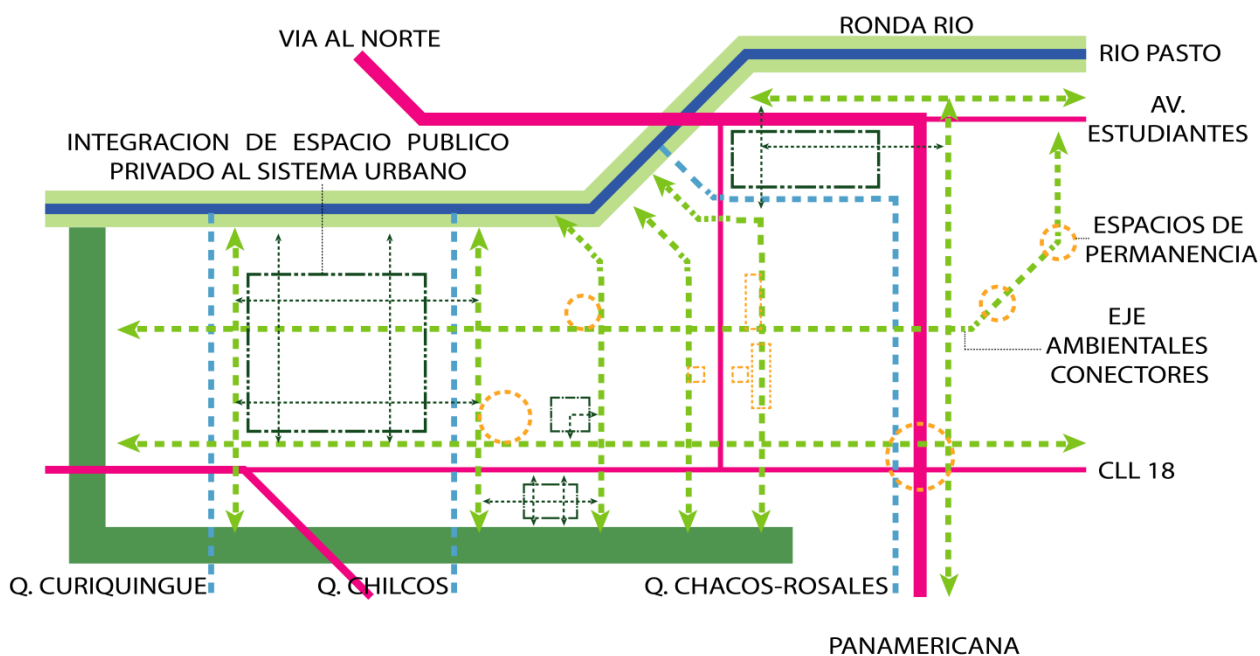 RONDA RIO
VIA AL NORTE
RIO PASTO
AV.
ESTUDIANTES
INTEGRACION DE ESPACIO PUBLICO
PRIVADO AL SISTEMA URBANO
ESPACIOS DE
PERMANENCIA
EJE
AMBIENTALES
CONECTORES
CLL 18
Q. CURIQUINGUE
Q. CHILCOS
Q. CHACOS-ROSALES
PANAMERICANA